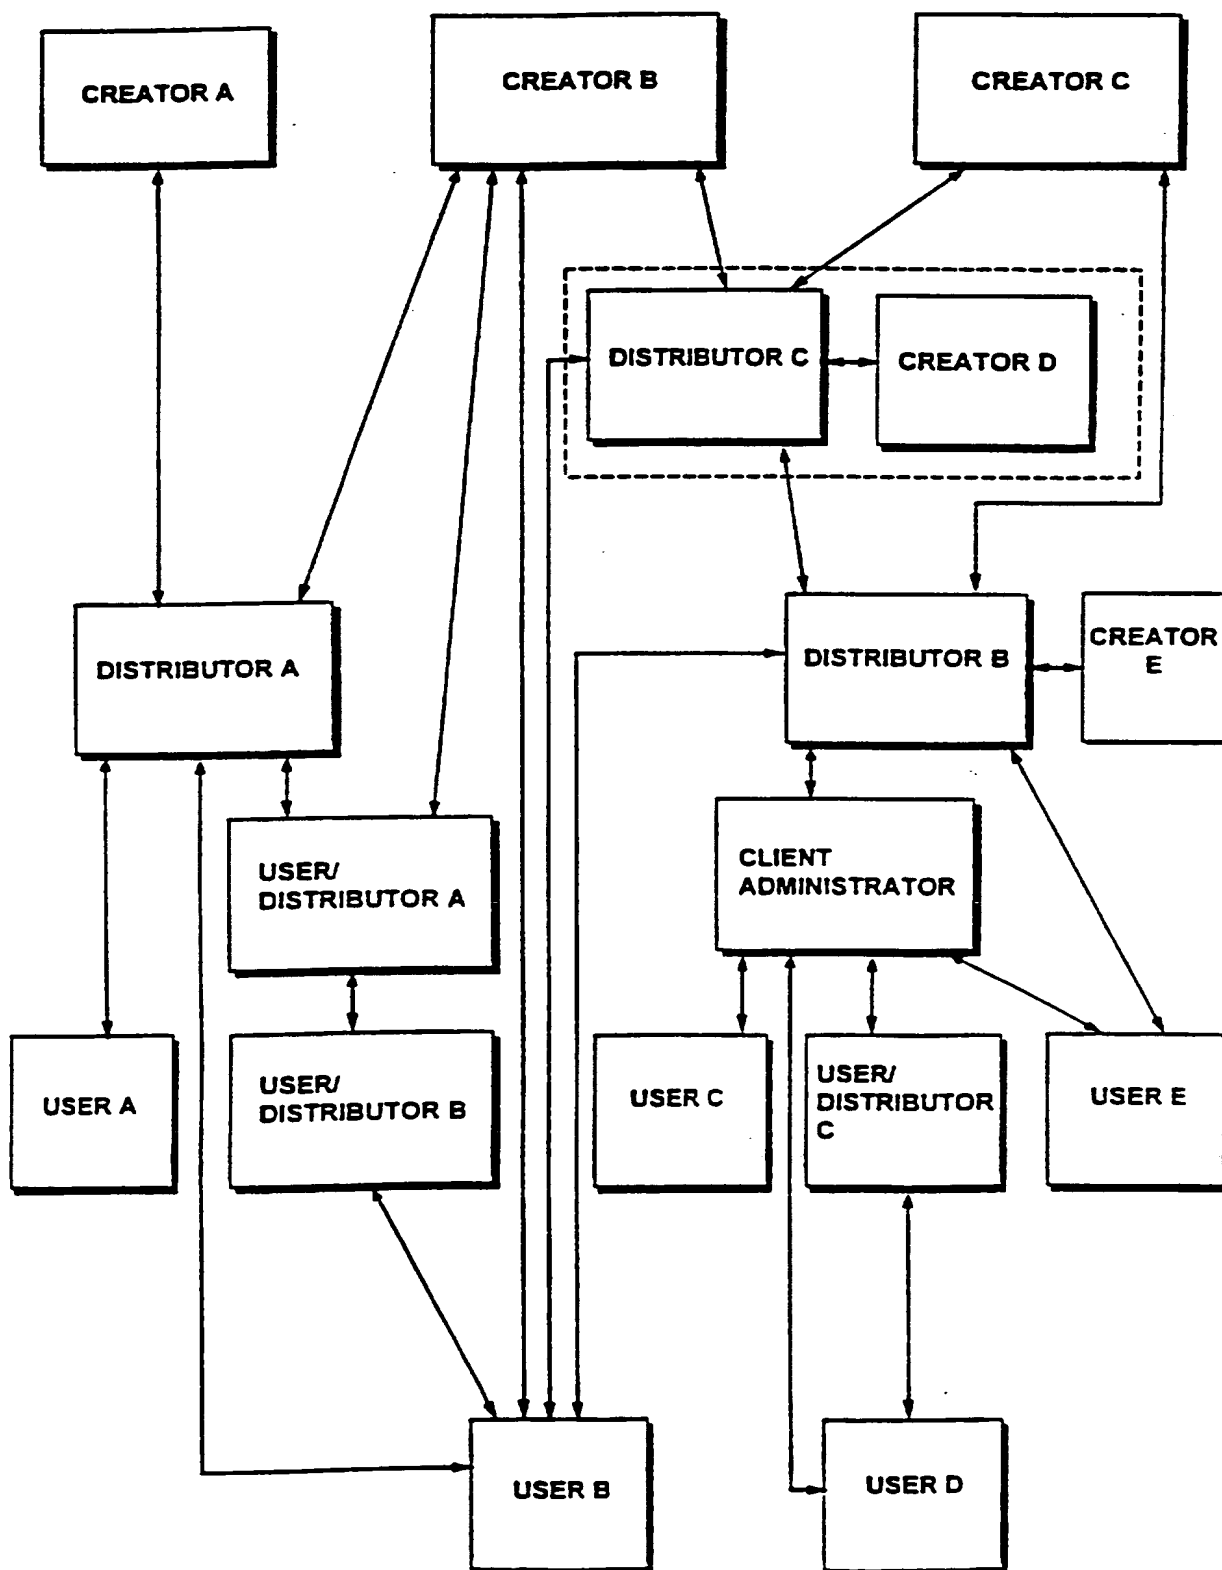 CREATOR A
CREATOR B
CREATOR C
DISTRIBUTOR C
CREATOR D
DISTRIBUTOR A
DISTRIBUTOR B
CREATOR
E
USER/
DISTRIBUTOR A
CLIENT
ADMINISTRATOR
USER A
USER/
DISTRIBUTOR B
USER C
USER/
DISTRIBUTOR
C
USER E
USER B
USER D